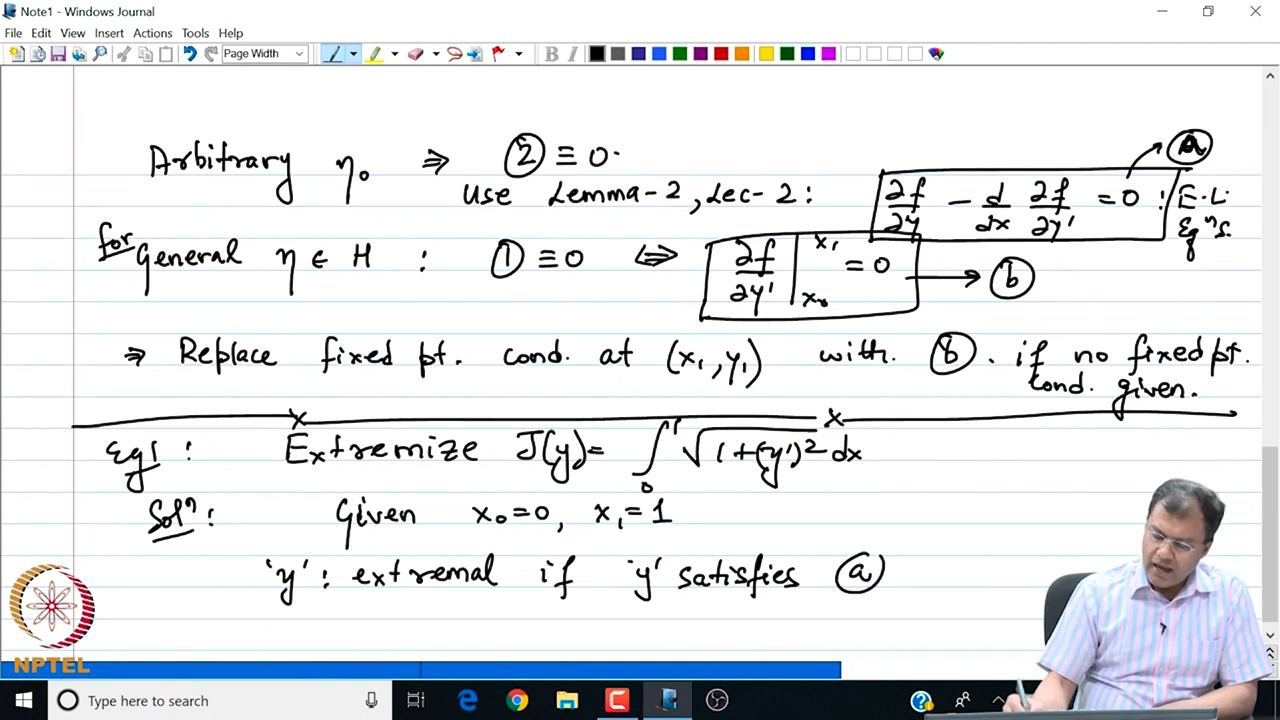 Note1 - Windows Journal
File Edit View Insert Actions Tools Help
Page Width
B I
Arbitrary η₀ ⇒ ② ≡ 0.
Use Lemma-2, Lec-2: ∂f/∂y − d/dx ∂f/∂y' = 0 : E.L. Eqⁿs. → ⓐ
for General η ∈ H : ① ≡ 0 ⇔ ∂f/∂y' |ₓ₀ˣ¹ = 0 → ⓑ
⇒ Replace fixed pt. cond. at (x₁, y₁) with ⓑ. if no fixed pt. cond. given.
Eg1: Extremize J(y) = ∫₀¹ √(1+(y')²) dx
Solⁿ: Given x₀=0, x₁=1
'y': extremal if 'y' satisfies ⓐ
NPTEL
Type here to search